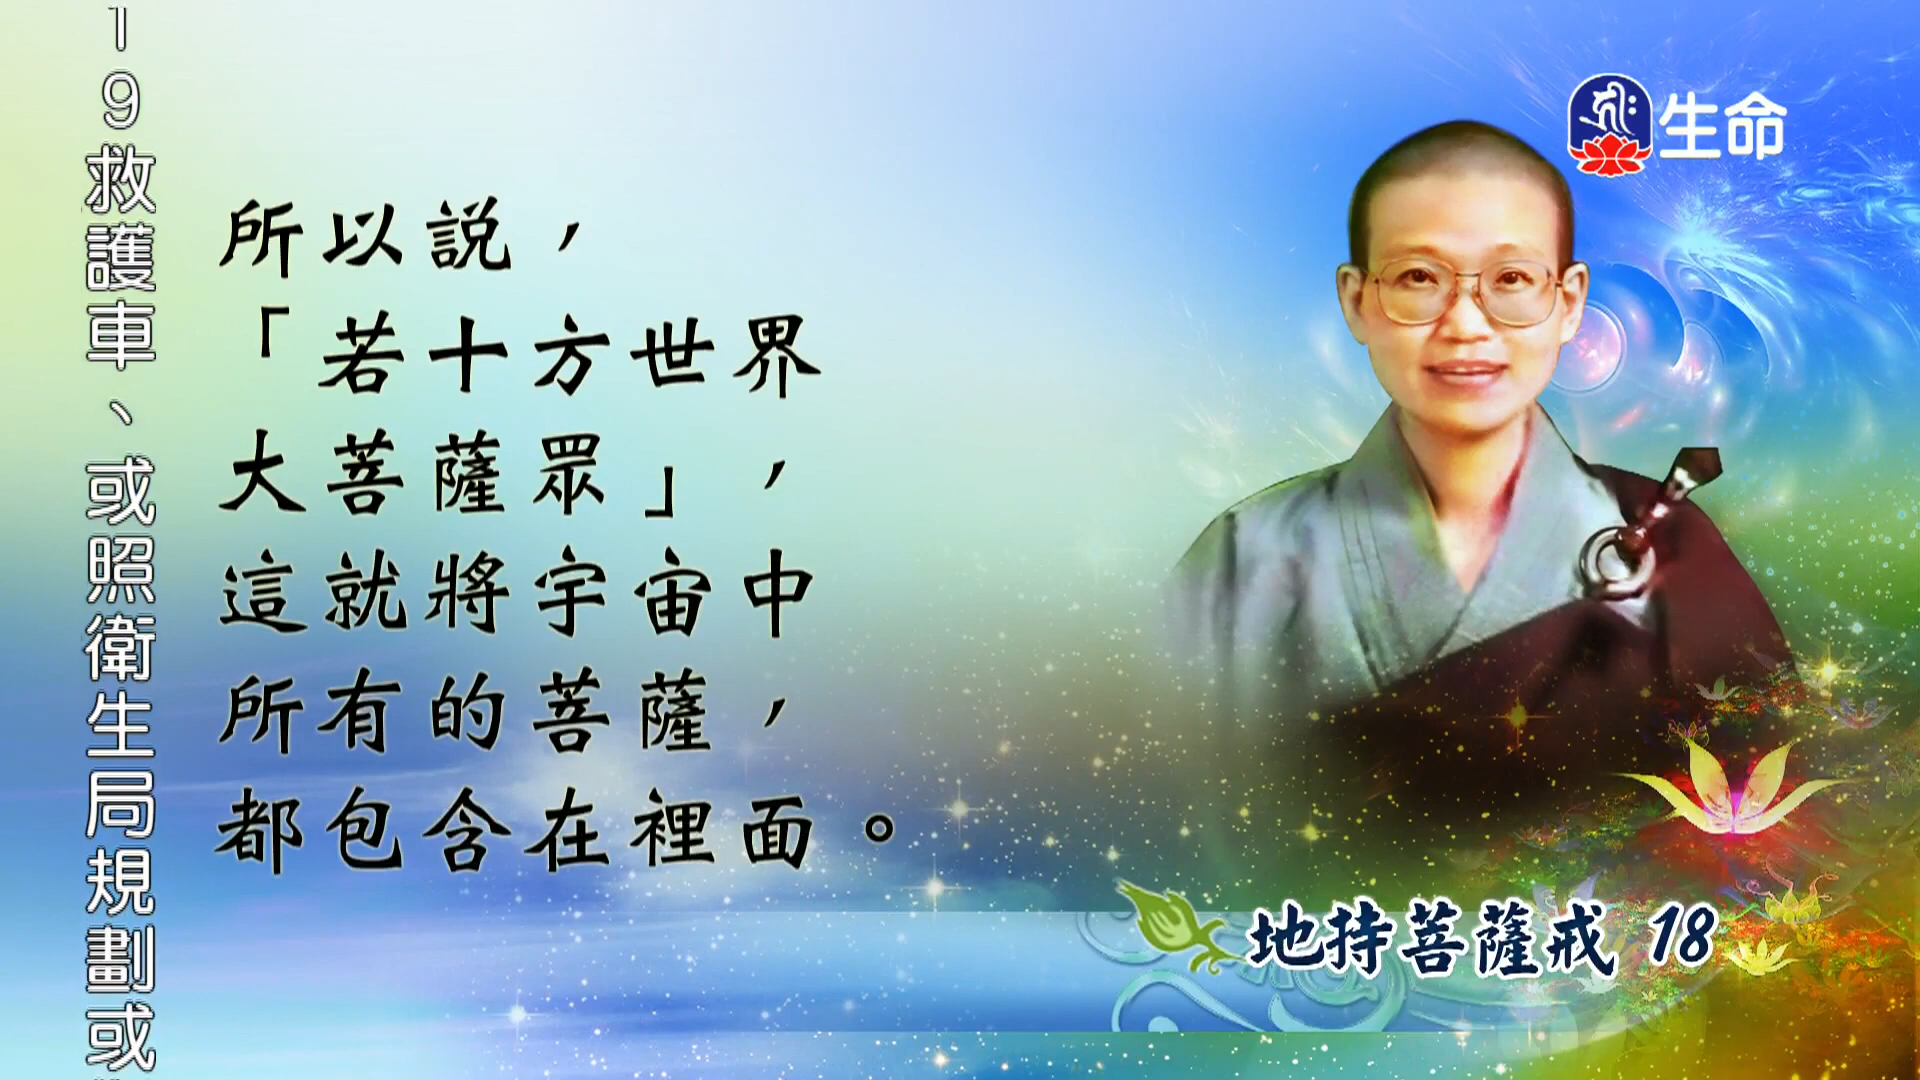 19救護車、或照衛生局規劃或
所以説，
「若十方世界
大菩薩眾」，
這就將宇宙中
所有的菩薩，
都包含在裡面。
生命
地持菩薩戒 18